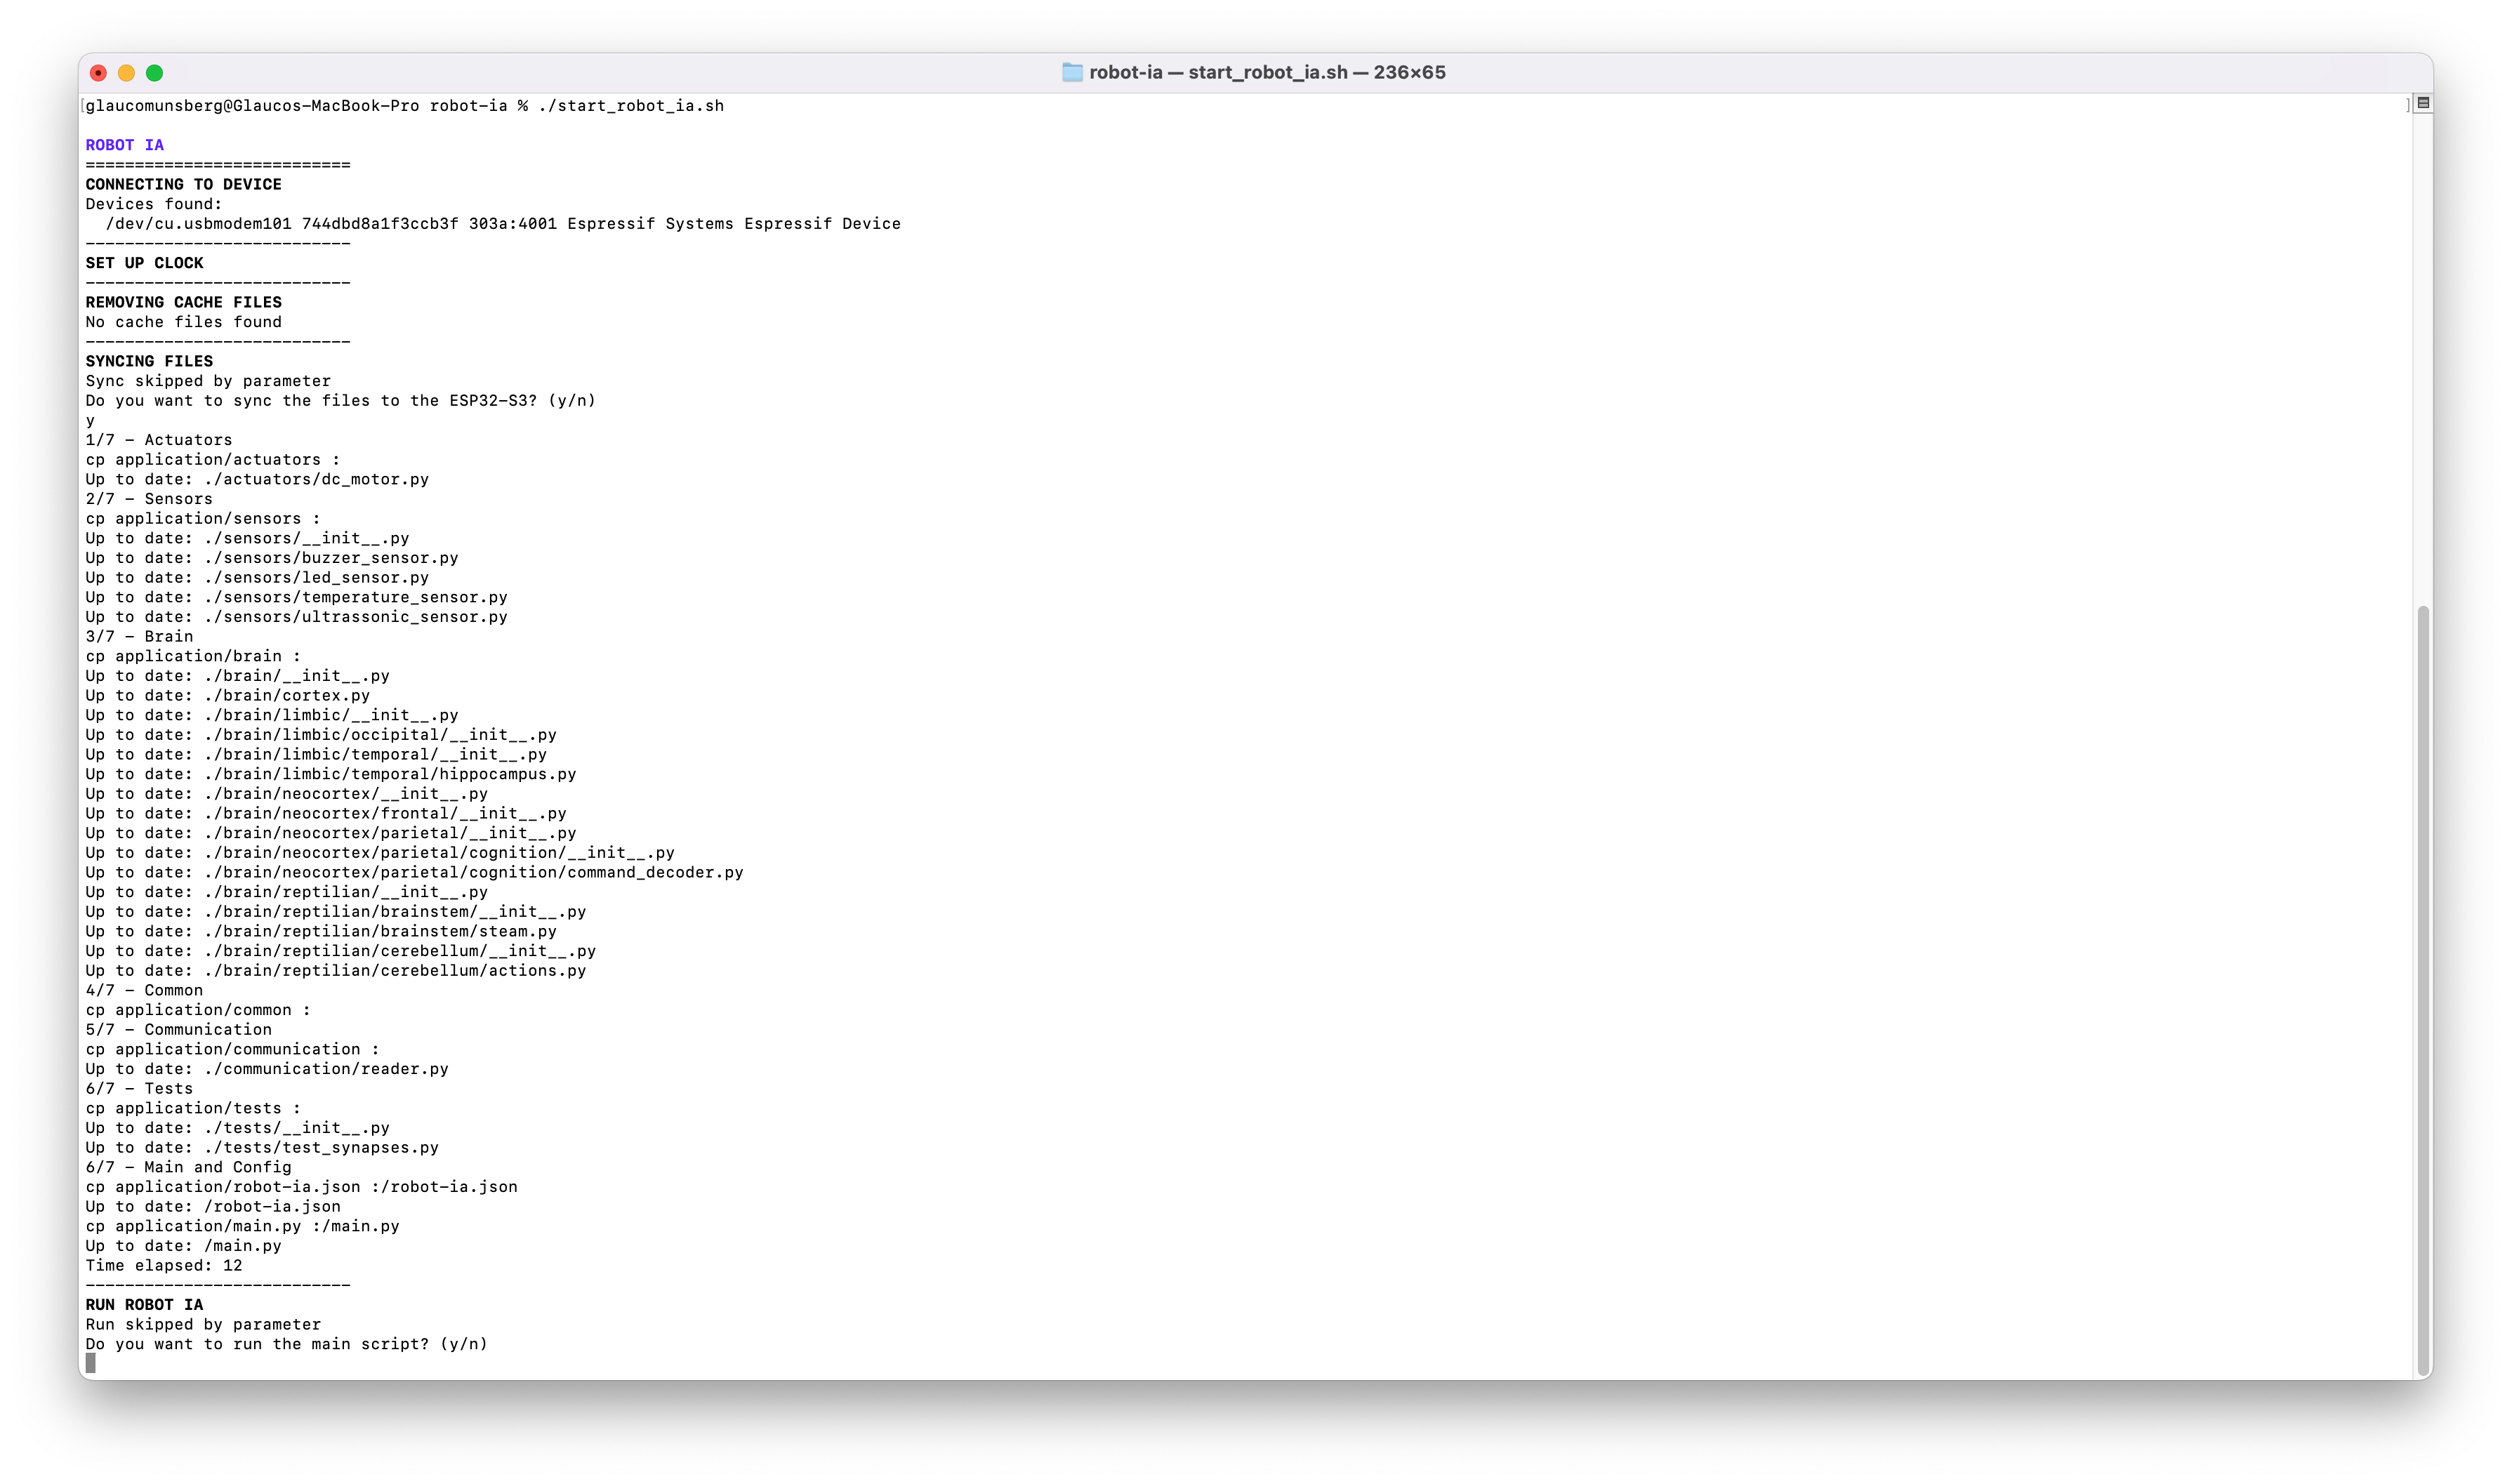 robot-ia — start_robot_ia.sh — 236×65
[glaucomunsberg@Glaucos-MacBook-Pro robot-ia % ./start_robot_ia.sh ]
ROBOT IA
===========================
CONNECTING TO DEVICE
Devices found:
  /dev/cu.usbmodem101 744dbd8a1f3ccb3f 303a:4001 Espressif Systems Espressif Device
---------------------------
SET UP CLOCK
---------------------------
REMOVING CACHE FILES
No cache files found
---------------------------
SYNCING FILES
Sync skipped by parameter
Do you want to sync the files to the ESP32-S3? (y/n)
y
1/7 - Actuators
cp application/actuators :
Up to date: ./actuators/dc_motor.py
2/7 - Sensors
cp application/sensors :
Up to date: ./sensors/__init__.py
Up to date: ./sensors/buzzer_sensor.py
Up to date: ./sensors/led_sensor.py
Up to date: ./sensors/temperature_sensor.py
Up to date: ./sensors/ultrassonic_sensor.py
3/7 - Brain
cp application/brain :
Up to date: ./brain/__init__.py
Up to date: ./brain/cortex.py
Up to date: ./brain/limbic/__init__.py
Up to date: ./brain/limbic/occipital/__init__.py
Up to date: ./brain/limbic/temporal/__init__.py
Up to date: ./brain/limbic/temporal/hippocampus.py
Up to date: ./brain/neocortex/__init__.py
Up to date: ./brain/neocortex/frontal/__init__.py
Up to date: ./brain/neocortex/parietal/__init__.py
Up to date: ./brain/neocortex/parietal/cognition/__init__.py
Up to date: ./brain/neocortex/parietal/cognition/command_decoder.py
Up to date: ./brain/reptilian/__init__.py
Up to date: ./brain/reptilian/brainstem/__init__.py
Up to date: ./brain/reptilian/brainstem/steam.py
Up to date: ./brain/reptilian/cerebellum/__init__.py
Up to date: ./brain/reptilian/cerebellum/actions.py
4/7 - Common
cp application/common :
5/7 - Communication
cp application/communication :
Up to date: ./communication/reader.py
6/7 - Tests
cp application/tests :
Up to date: ./tests/__init__.py
Up to date: ./tests/test_synapses.py
6/7 - Main and Config
cp application/robot-ia.json :/robot-ia.json
Up to date: /robot-ia.json
cp application/main.py :/main.py
Up to date: /main.py
Time elapsed: 12
---------------------------
RUN ROBOT IA
Run skipped by parameter
Do you want to run the main script? (y/n)